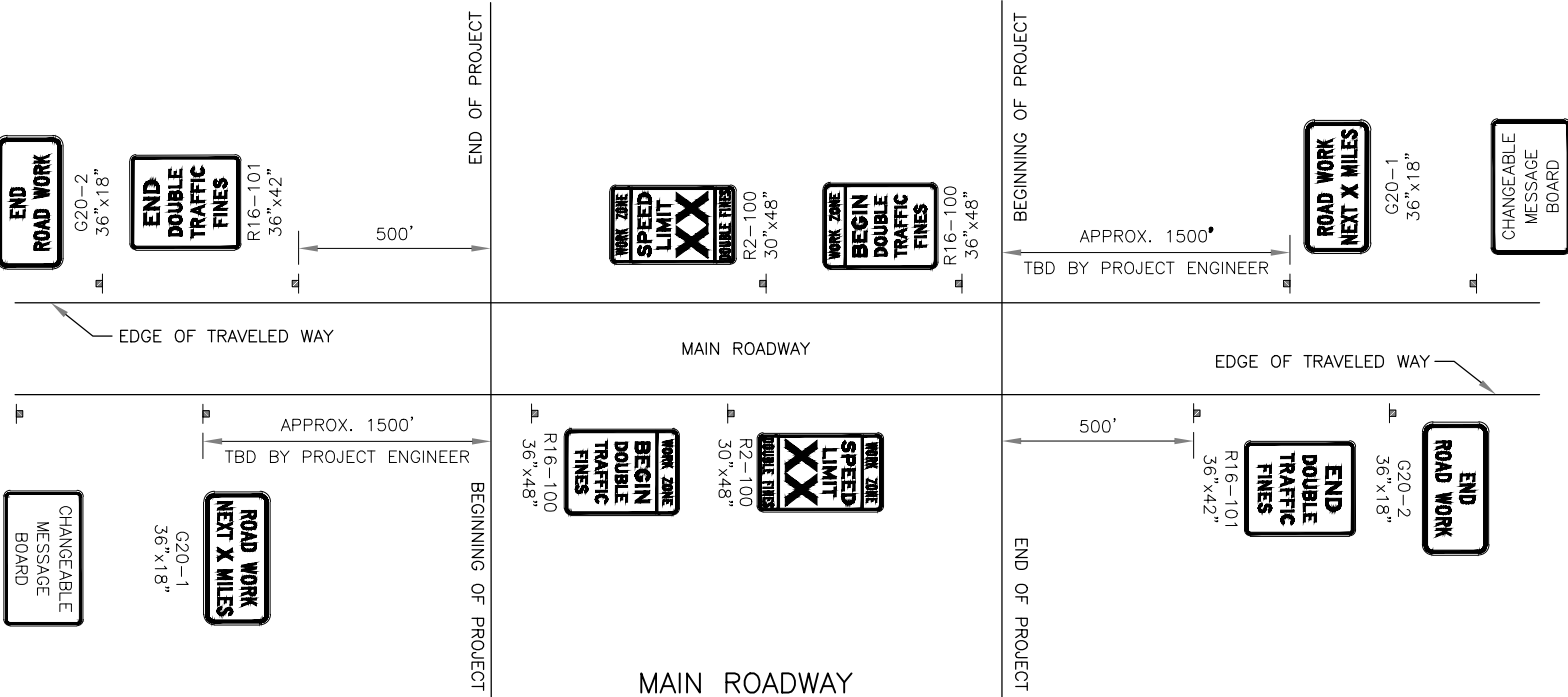 END
ROAD WORK
G20-2
36"x18"
END
DOUBLE
TRAFFIC
FINES
R16-101
36"x42"
500'
END OF PROJECT
WORK ZONE
SPEED
LIMIT
XX
DOUBLE FINES
R2-100
30"x48"
WORK ZONE
BEGIN
DOUBLE
TRAFFIC
FINES
R16-100
36"x48"
BEGINNING OF PROJECT
APPROX. 1500'
TBD BY PROJECT ENGINEER
ROAD WORK
NEXT X MILES
G20-1
36"x18"
CHANGEABLE
MESSAGE
BOARD
EDGE OF TRAVELED WAY
MAIN ROADWAY
EDGE OF TRAVELED WAY
CHANGEABLE
MESSAGE
BOARD
G20-1
36"x18"
ROAD WORK
NEXT X MILES
APPROX. 1500'
TBD BY PROJECT ENGINEER
BEGINNING OF PROJECT
R16-100
36"x48"
WORK ZONE
BEGIN
DOUBLE
TRAFFIC
FINES
R2-100
30"x48"
WORK ZONE
SPEED
LIMIT
XX
DOUBLE FINES
END OF PROJECT
500'
R16-101
36"x42"
END
DOUBLE
TRAFFIC
FINES
G20-2
36"x18"
END
ROAD WORK
MAIN ROADWAY